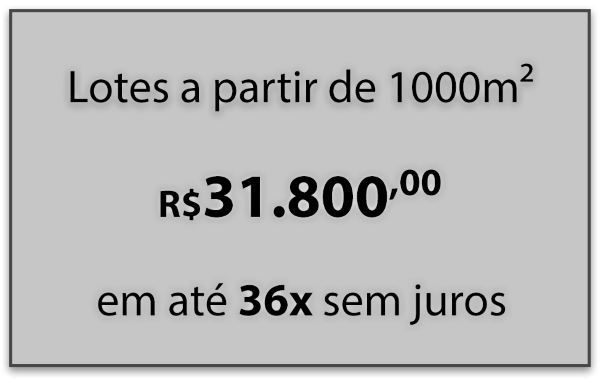 Lotes a partir de 1000m²
R$31.800,00
em até 36x sem juros